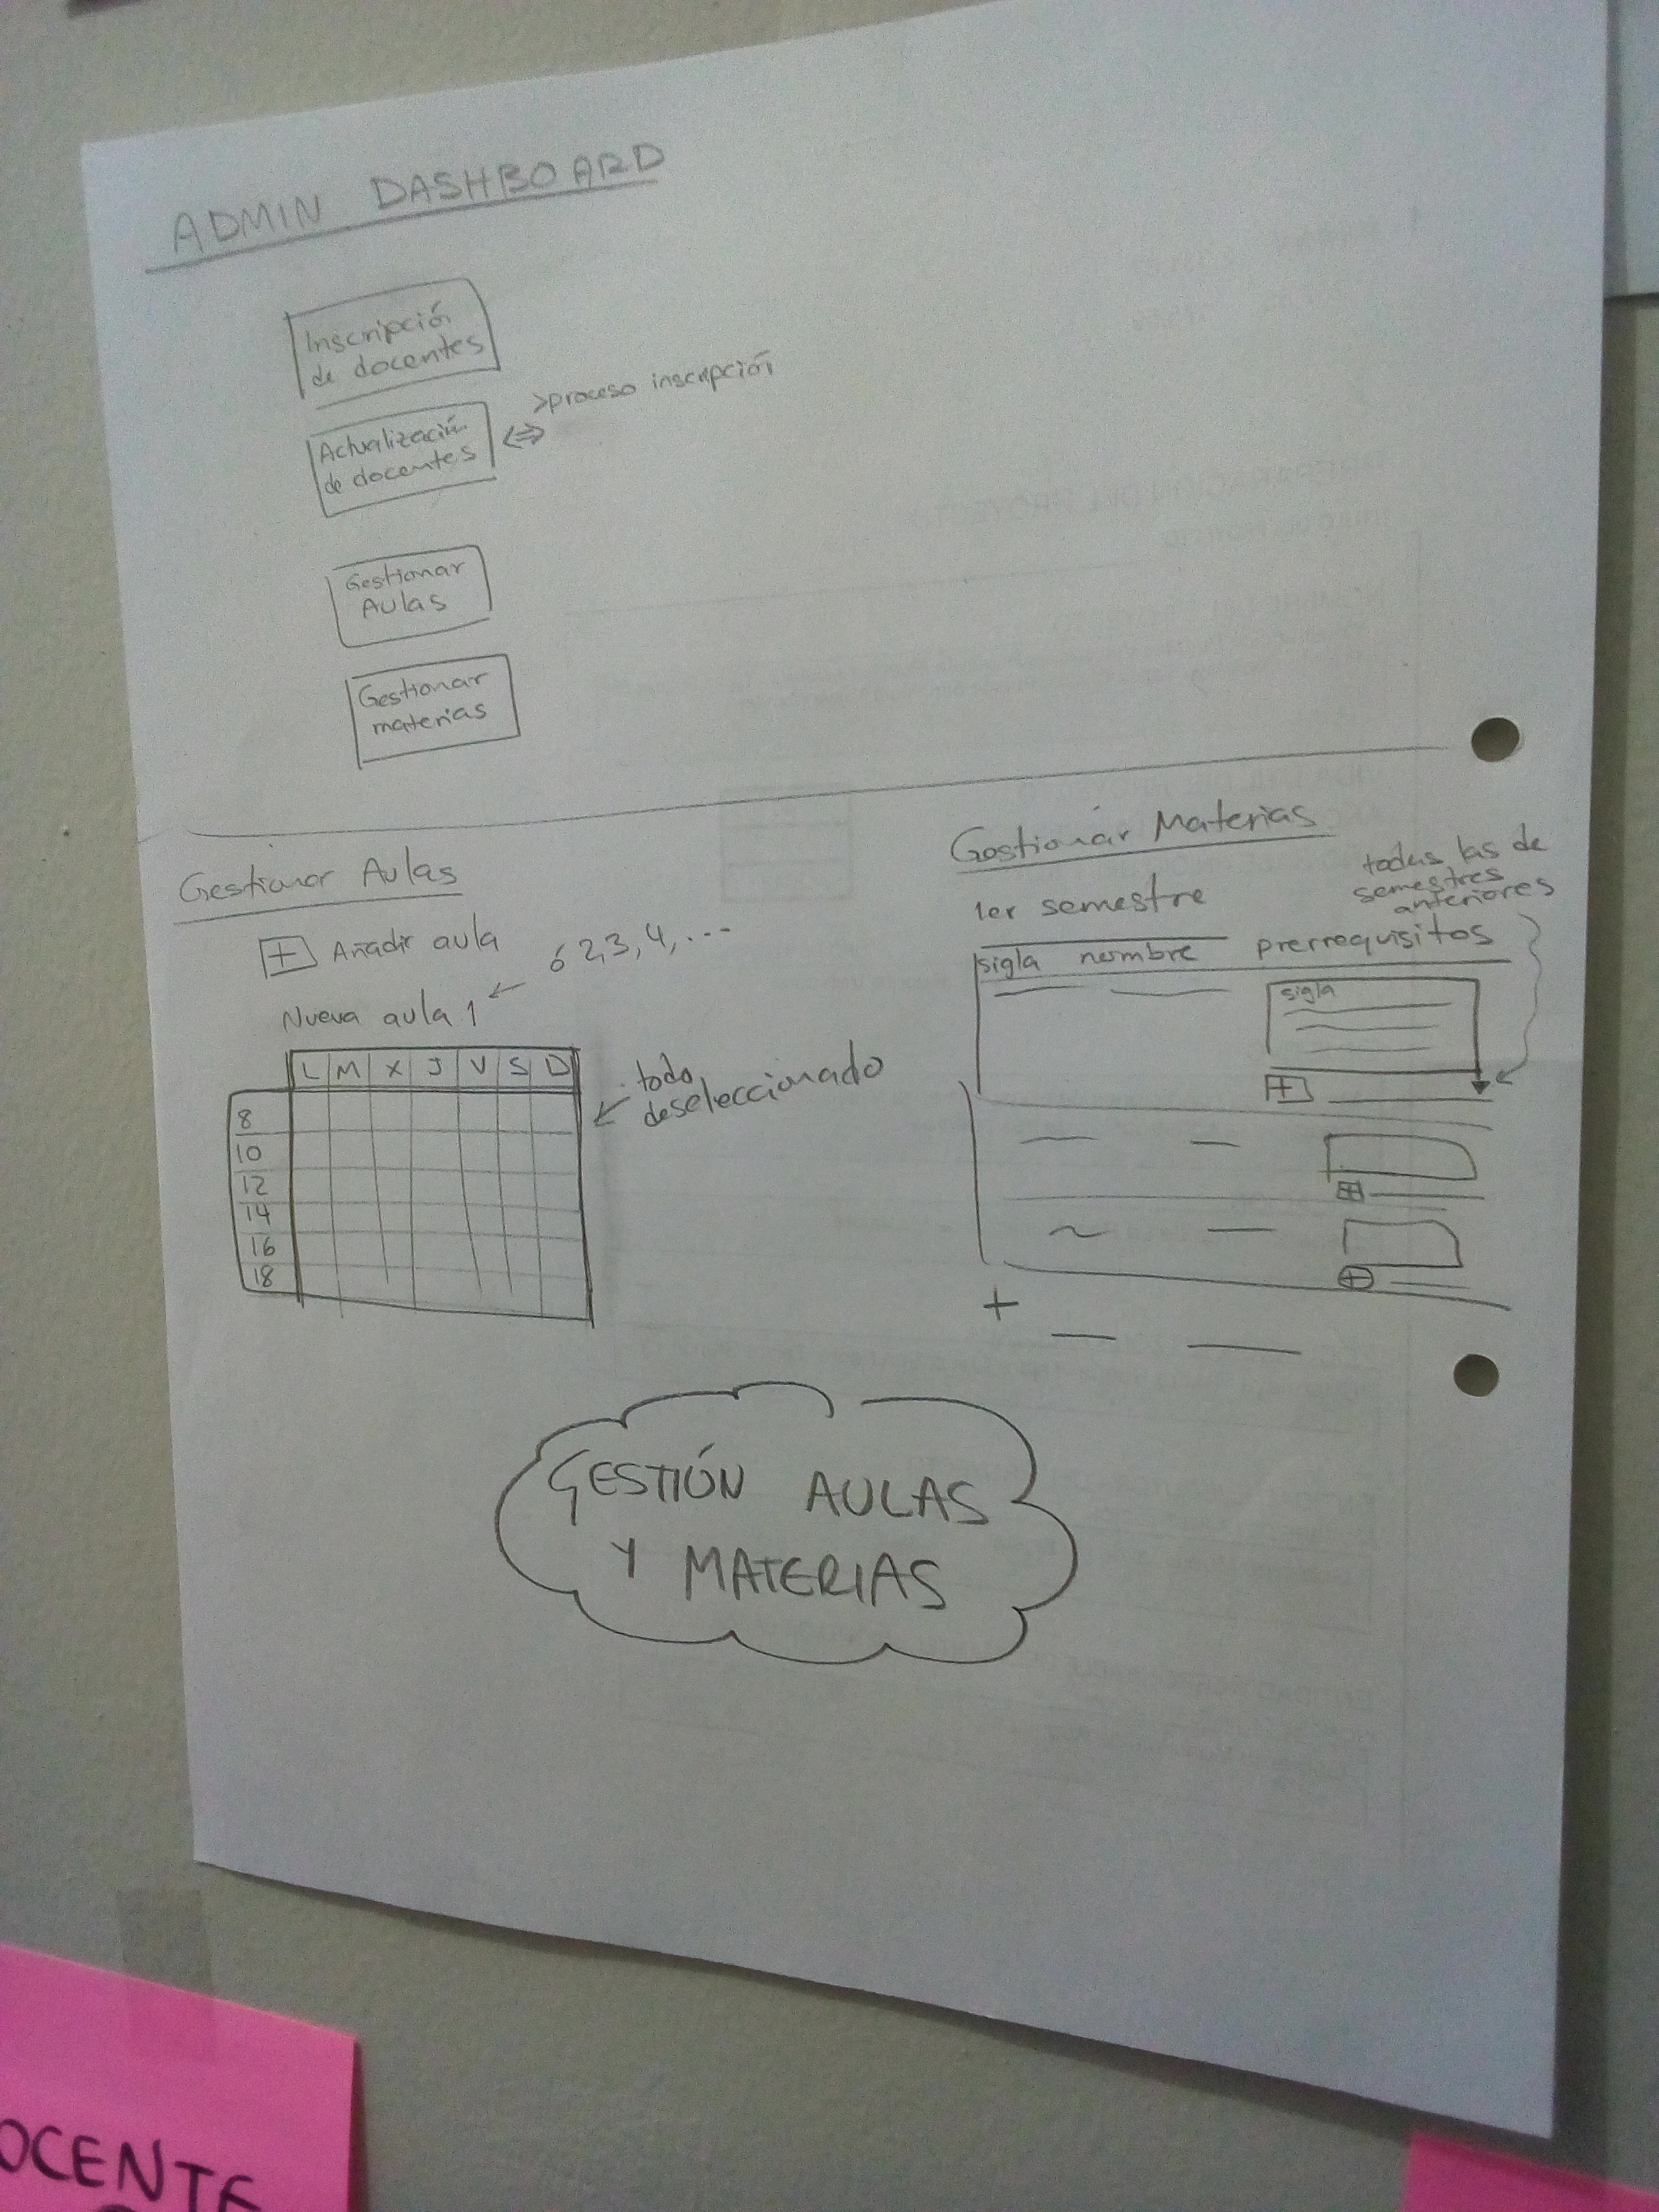 ADMIN DASHBOARD
Inscripción
de docentes
Actualización
de docentes
<=> >proceso inscripción
Gestionar
Aulas
Gestionar
materias
Gestionar Aulas
+ Añadir aula
ó 2,3,4,...
Nueva aula 1
L M X J V S D
8
10
12
14
16
18
todo
deseleccionado
Gestionar Materias
1er semestre
todas las de
semestres
anteriores
sigla nombre prerrequisitos
sigla
+
+
+
+
GESTIÓN AULAS
Y MATERIAS
OCENTE